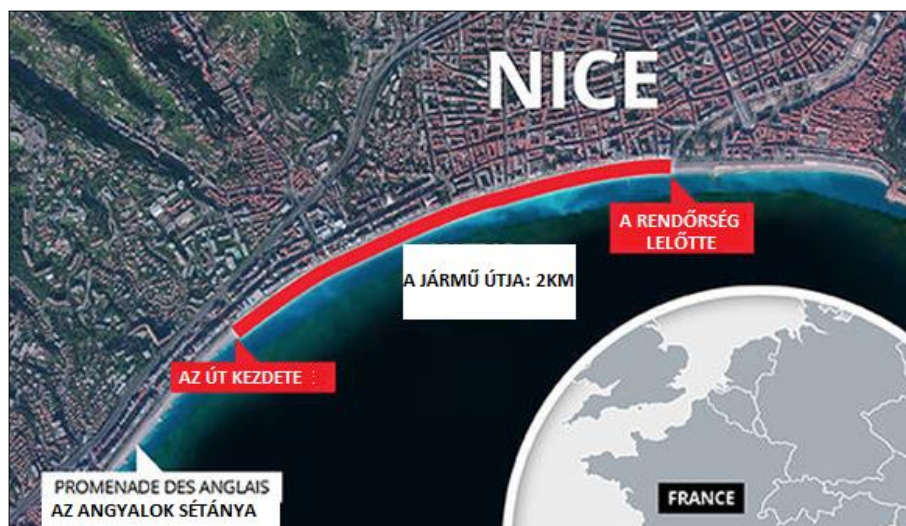 NICE
A RENDŐRSÉG
LELŐTTE
A JÁRMŰ ÚTJA: 2KM
AZ ÚT KEZDETE
PROMENADE DES ANGLAIS
AZ ANGYALOK SÉTÁNYA
FRANCE